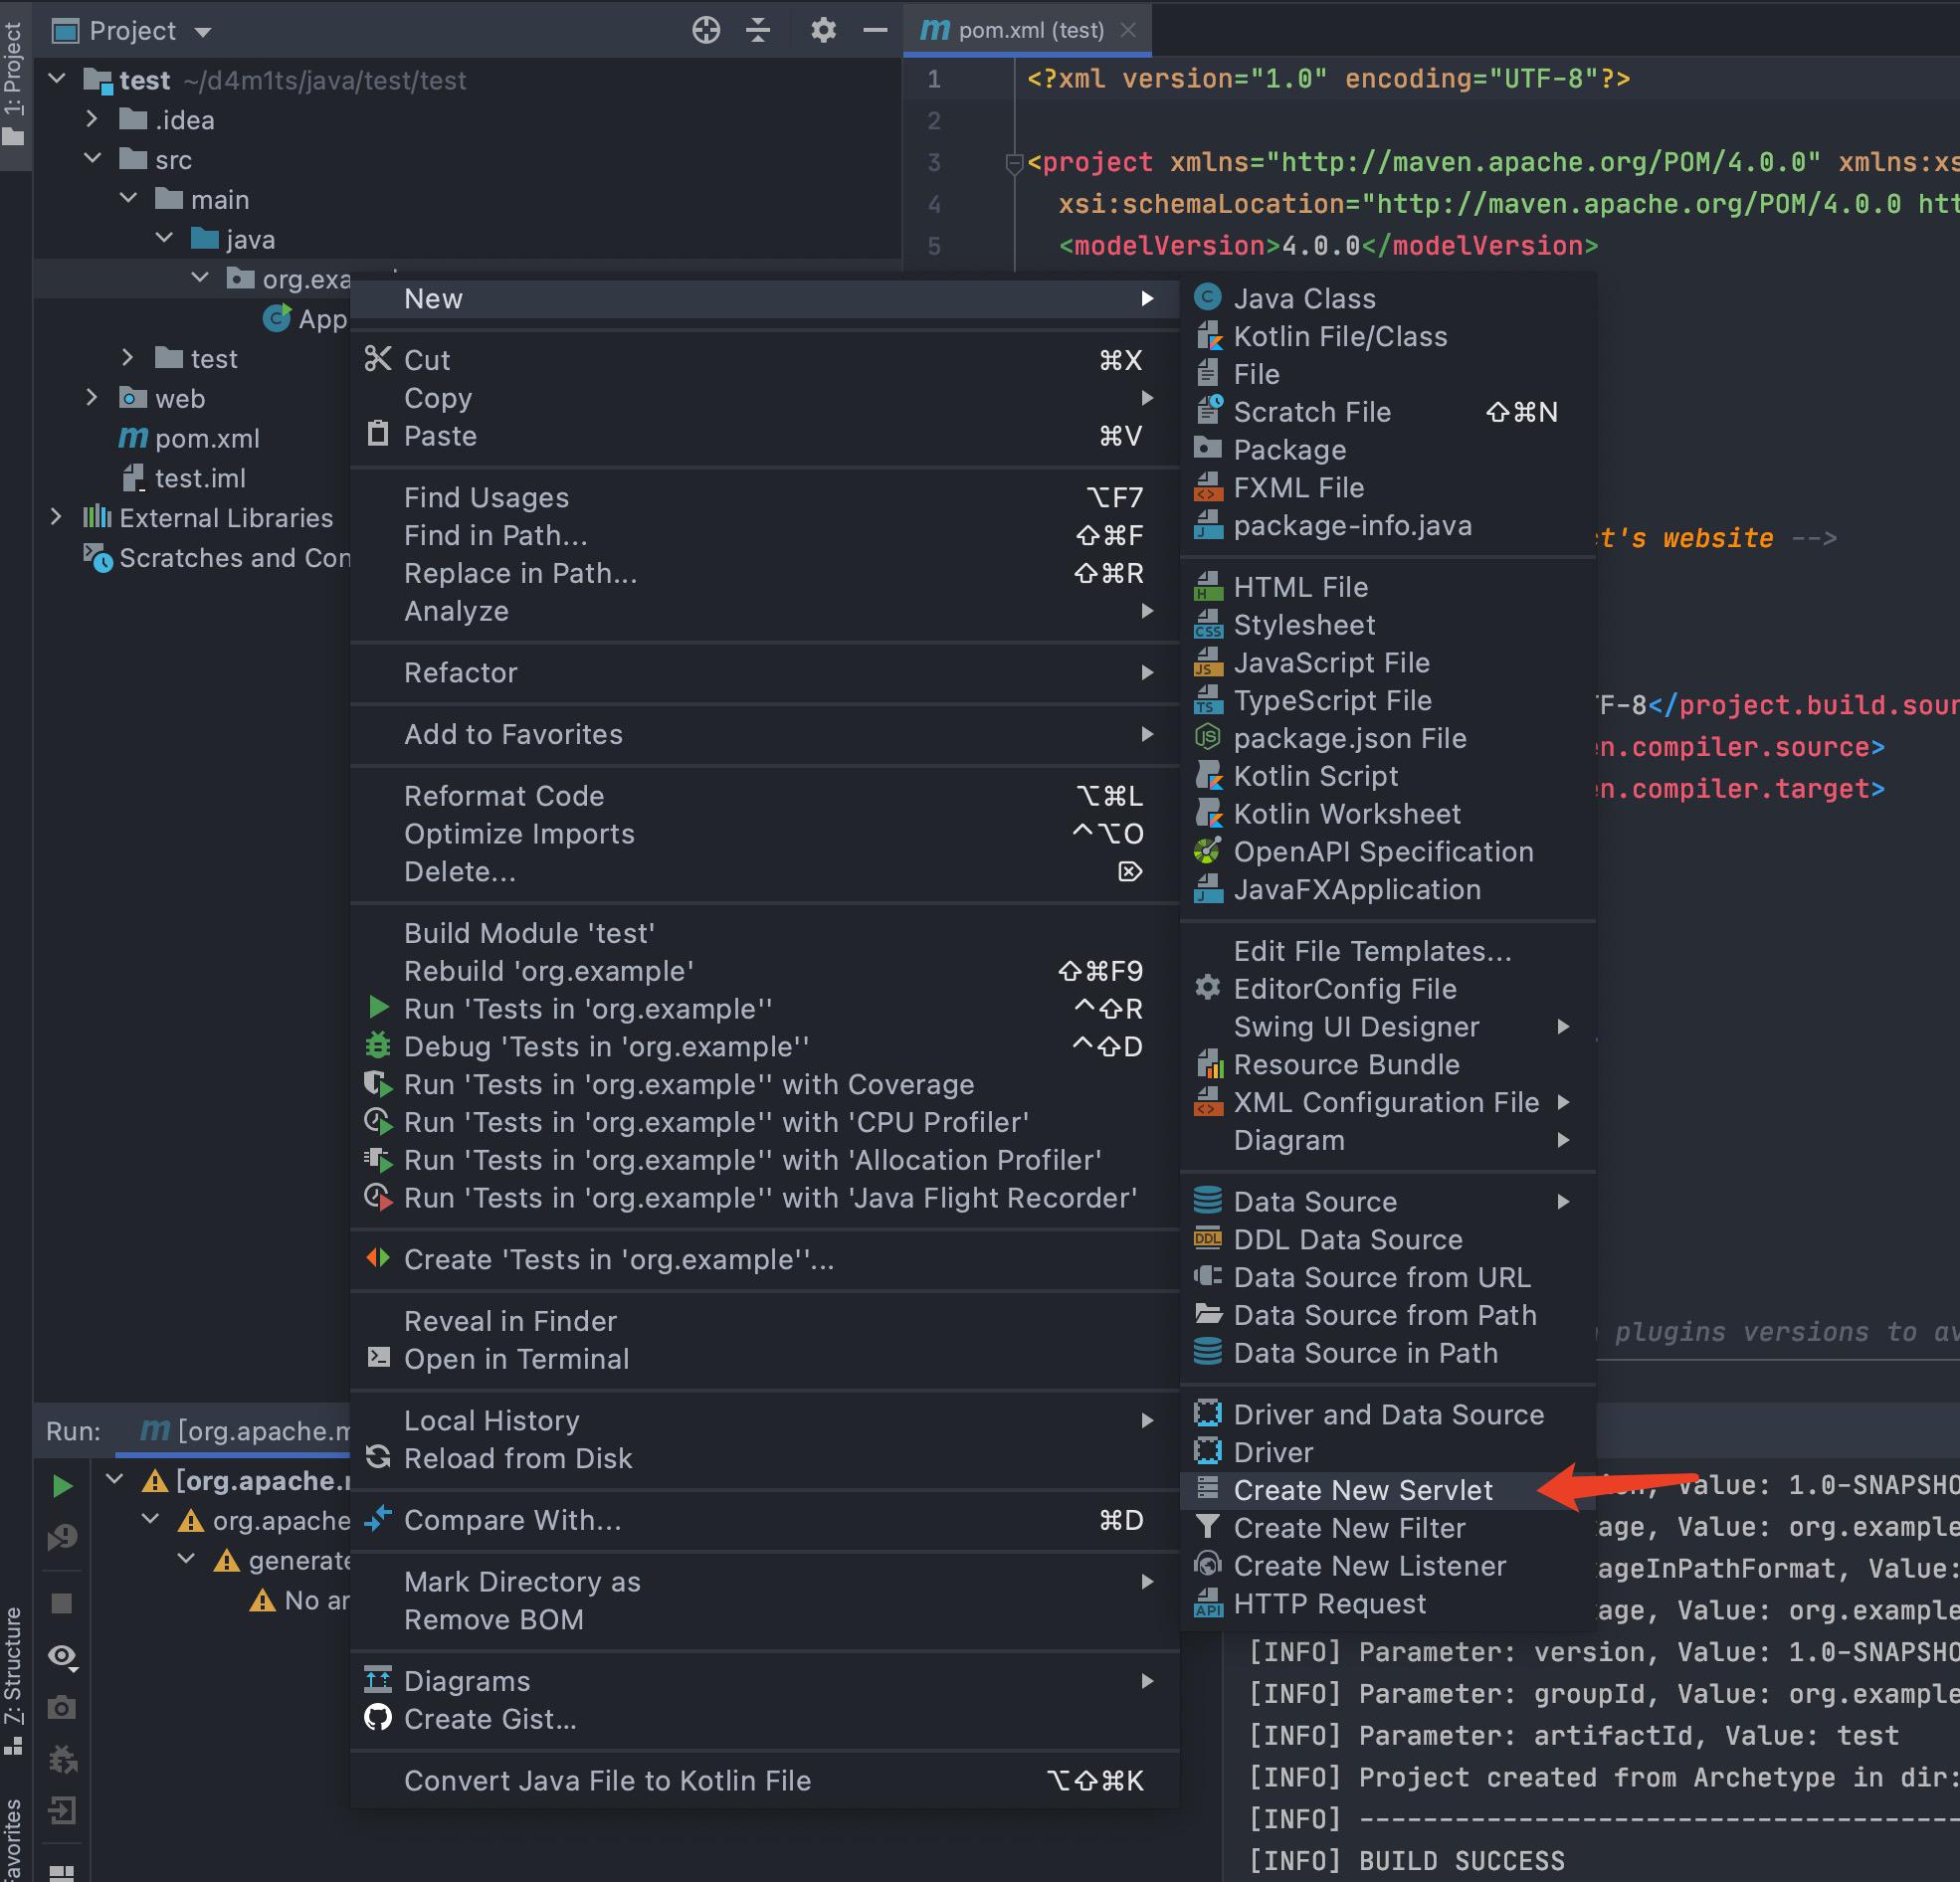 1: Project
Project
test ~/d4m1ts/java/test/test
.idea
src
main
java
org.exa
App
test
web
pom.xml
test.iml
External Libraries
Scratches and Con
pom.xml (test)
1 <?xml version="1.0" encoding="UTF-8"?>
2
3 <project xmlns="http://maven.apache.org/POM/4.0.0" xmlns:xs
4 xsi:schemaLocation="http://maven.apache.org/POM/4.0.0 ht
5 <modelVersion>4.0.0</modelVersion>
t's website -->
TF-8</project.build.sour
en.compiler.source>
en.compiler.target>
plugins versions to av
New
Cut ⌘X
Copy
Paste ⌘V
Find Usages ⌥F7
Find in Path... ⇧⌘F
Replace in Path... ⇧⌘R
Analyze
Refactor
Add to Favorites
Reformat Code ⌥⌘L
Optimize Imports ^⌥O
Delete... ⌦
Build Module 'test'
Rebuild 'org.example' ⇧⌘F9
Run 'Tests in 'org.example'' ^⇧R
Debug 'Tests in 'org.example'' ^⇧D
Run 'Tests in 'org.example'' with Coverage
Run 'Tests in 'org.example'' with 'CPU Profiler'
Run 'Tests in 'org.example'' with 'Allocation Profiler'
Run 'Tests in 'org.example'' with 'Java Flight Recorder'
Create 'Tests in 'org.example''...
Reveal in Finder
Open in Terminal
Local History
Reload from Disk
Compare With... ⌘D
Mark Directory as
Remove BOM
Diagrams
Create Gist...
Convert Java File to Kotlin File ⌥⇧⌘K
Java Class
Kotlin File/Class
File
Scratch File ⇧⌘N
Package
FXML File
package-info.java
HTML File
Stylesheet
JavaScript File
TypeScript File
package.json File
Kotlin Script
Kotlin Worksheet
OpenAPI Specification
JavaFXApplication
Edit File Templates...
EditorConfig File
Swing UI Designer
Resource Bundle
XML Configuration File
Diagram
Data Source
DDL Data Source
Data Source from URL
Data Source from Path
Data Source in Path
Driver and Data Source
Driver
Create New Servlet
Create New Filter
Create New Listener
HTTP Request
Run: [org.apache.m
[org.apache.r
org.apache
generate
No ar
Z: Structure
avorites
Value: 1.0-SNAPSHO
age, Value: org.example
ageInPathFormat, Value:
age, Value: org.example
[INFO] Parameter: version, Value: 1.0-SNAPSHO
[INFO] Parameter: groupId, Value: org.example
[INFO] Parameter: artifactId, Value: test
[INFO] Project created from Archetype in dir:
[INFO] ----------------------------------
[INFO] BUILD SUCCESS